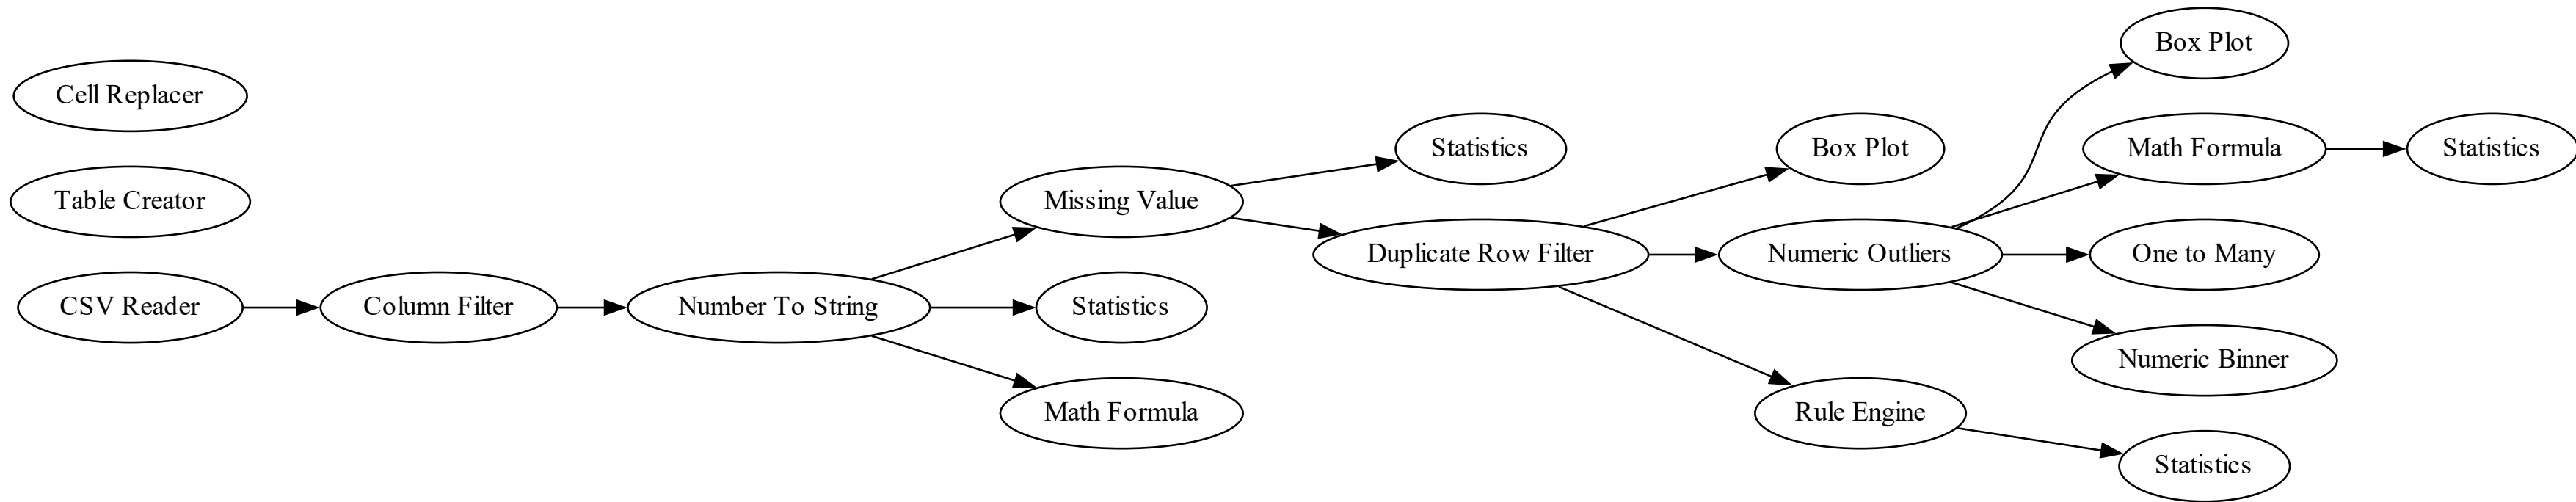 Cell Replacer
Table Creator
CSV Reader
Column Filter
Number To String
Missing Value
Statistics
Math Formula
Statistics
Duplicate Row Filter
Box Plot
Numeric Outliers
Rule Engine
Box Plot
Math Formula
One to Many
Numeric Binner
Statistics
Statistics